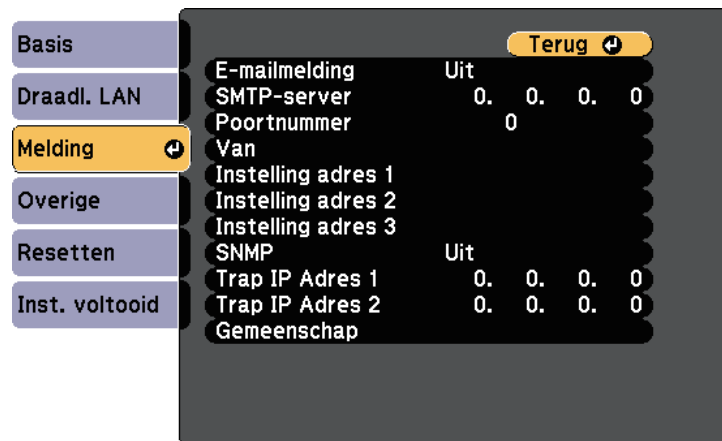 Basis
Draadl. LAN
Melding
Overige
Resetten
Inst. voltooid
Terug
E-mailmelding Uit
SMTP-server 0. 0. 0. 0
Poortnummer 0
Van
Instelling adres 1
Instelling adres 2
Instelling adres 3
SNMP Uit
Trap IP Adres 1 0. 0. 0. 0
Trap IP Adres 2 0. 0. 0. 0
Gemeenschap